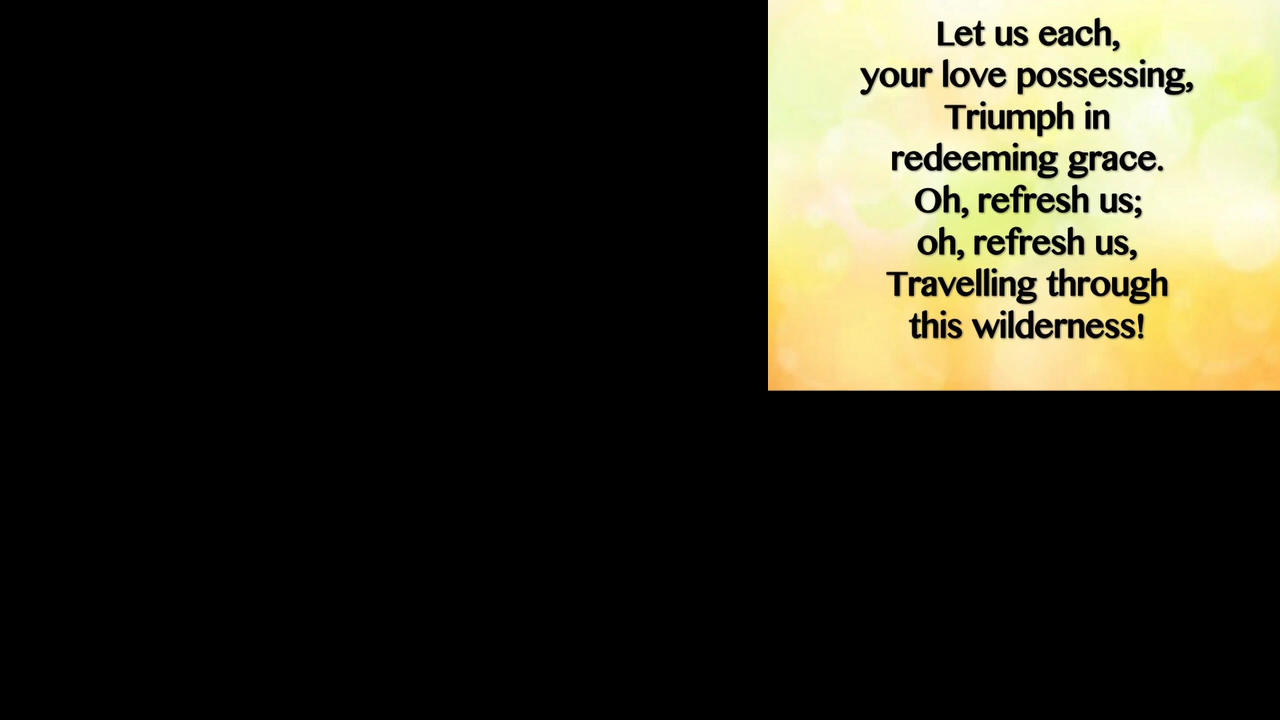 Let us each,
your love possessing,
Triumph in
redeeming grace.
Oh, refresh us;
oh, refresh us,
Travelling through
this wilderness!